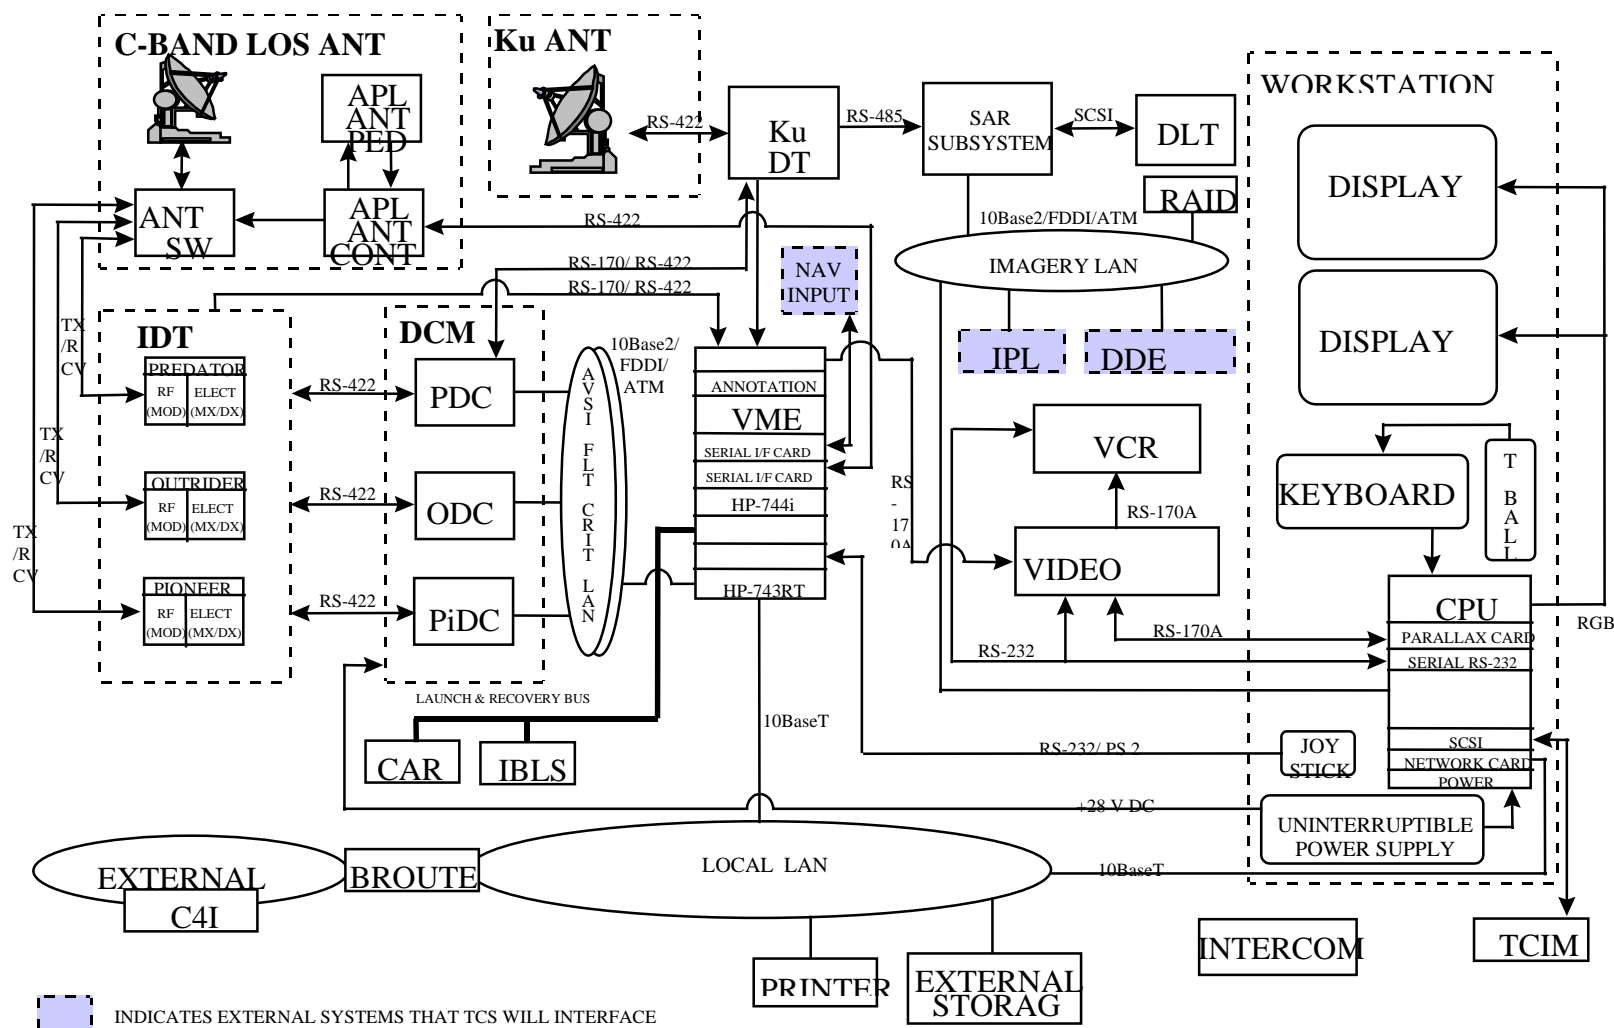 C-BAND LOS ANT
APL
ANT
PED
ANT
SW
APL
ANT
CONT
Ku ANT
RS-422
Ku
DT
RS-485
SAR
SUBSYSTEM
SCSI
DLT
RAID
10Base2/FDDI/ATM
IMAGERY LAN
IPL
DDE
RS-422
RS-170/ RS-422
RS-170/ RS-422
NAV
INPUT
TX
/R
CV
TX
/R
CV
TX
/R
CV
IDT
PREDATOR
RF
(MOD)
ELECT
(MX/DX)
OUTRIDER
RF
(MOD)
ELECT
(MX/DX)
PIONEER
RF
(MOD)
ELECT
(MX/DX)
RS-422
RS-422
RS-422
DCM
PDC
ODC
PiDC
10Base2/
FDDI/
ATM
AVSI FLT CRIT LAN
ANNOTATION
VME
SERIAL I/F CARD
SERIAL I/F CARD
HP-744i
HP-743RT
RS
-
17
0A
VCR
RS-170A
VIDEO
RS-170A
RS-232
LAUNCH & RECOVERY BUS
CAR
IBLS
10BaseT
RS-232/ PS 2
+28 V DC
WORKSTATION
DISPLAY
DISPLAY
KEYBOARD
T BALL
CPU
PARALLAX CARD
SERIAL RS-232
SCSI
NETWORK CARD
POWER
RGB
JOY
STICK
UNINTERRUPTIBLE
POWER SUPPLY
EXTERNAL
C4I
BROUTE
LOCAL LAN
10BaseT
PRINTER
EXTERNAL
STORAG
INTERCOM
TCIM
INDICATES EXTERNAL SYSTEMS THAT TCS WILL INTERFACE